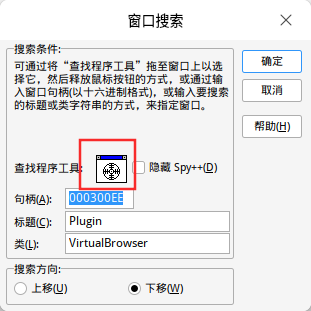 窗口搜索
搜索条件:
可通过将“查找程序工具”拖至窗口上以选
择它，然后释放鼠标按钮的方式，或通过输
入窗口句柄(以十六进制格式)，或输入要搜索
的标题或类字符串的方式，来指定窗口。
确定
取消
帮助(H)
查找程序工具:
隐藏 Spy++(D)
句柄(A):
000300EE
标题(C):
Plugin
类(L):
VirtualBrowser
搜索方向:
上移(U)
下移(W)